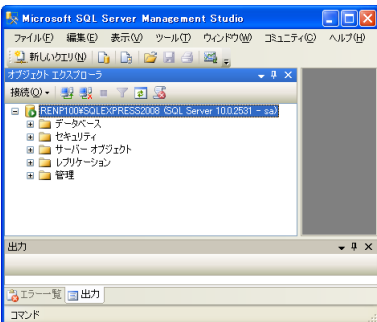 Microsoft SQL Server Management Studio
ファイル(F) 編集(E) 表示(V) ツール(T) ウィンドウ(W) コミュニティ(C) ヘルプ(H)
新しいクエリ(N)
オブジェクト エクスプローラ
接続(O)
RENP100¥SQLEXPRESS2008 (SQL Server 10.0.2531 - sa)
データベース
セキュリティ
サーバー オブジェクト
レプリケーション
管理
出力
エラー一覧 出力
コマンド